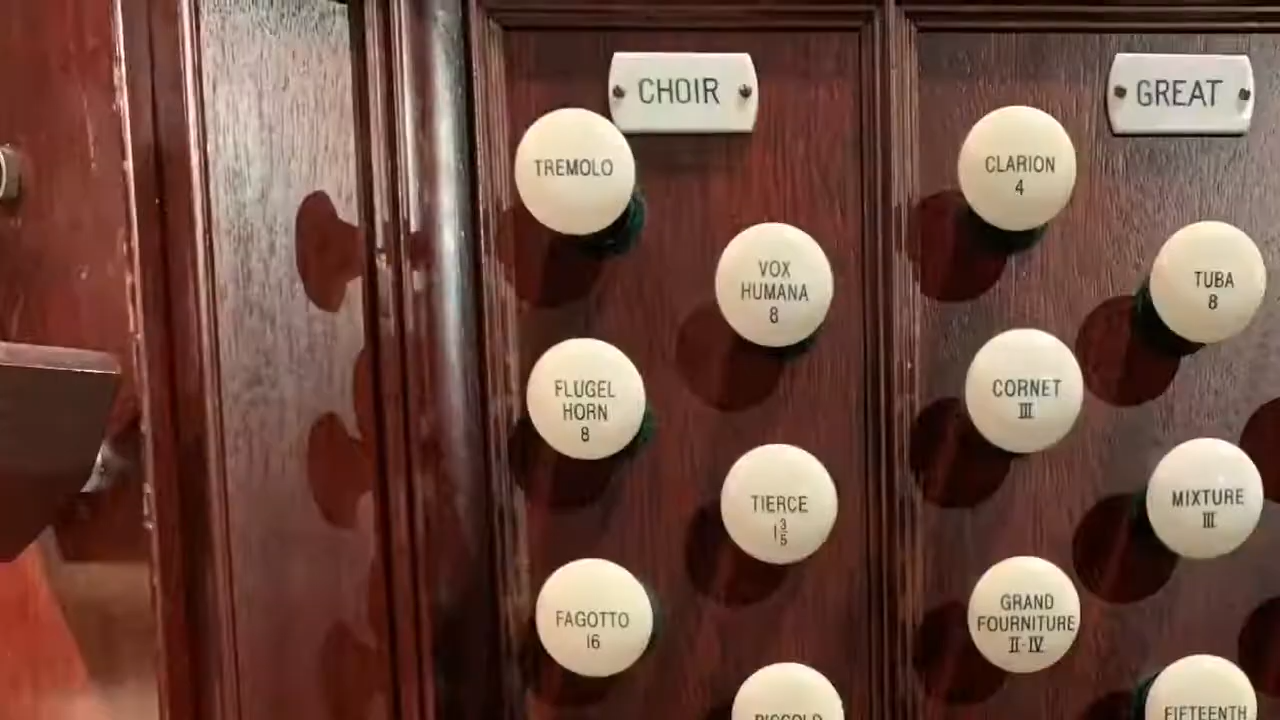 CHOIR
TREMOLO
VOX
HUMANA
8
FLUGEL
HORN
8
TIERCE
1 3/5
FAGOTTO
16
PICCOLO
GREAT
CLARION
4
TUBA
8
CORNET
III
MIXTURE
III
GRAND
FOURNITURE
II-IV
FIFTEENTH